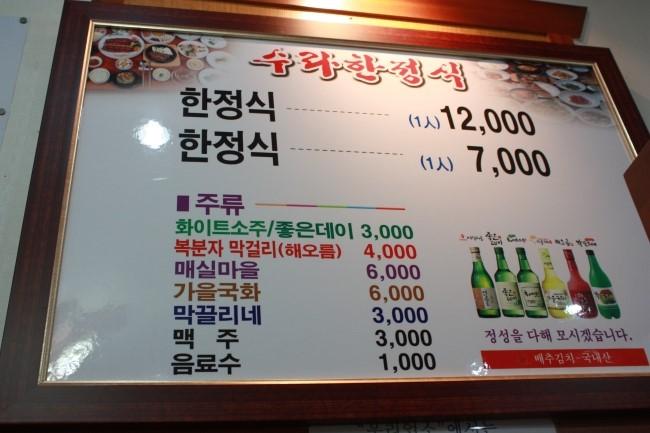 수라한정식
한정식 (1人) 12,000
한정식 (1人) 7,000
주류
화이트소주/좋은데이 3,000
복분자 막걸리(해오름) 4,000
매실마을 6,000
가을국화 6,000
막끌리네 3,000
맥 주 3,000
음료수 1,000
정성을 다해 모시겠습니다.
배추김치-국내산